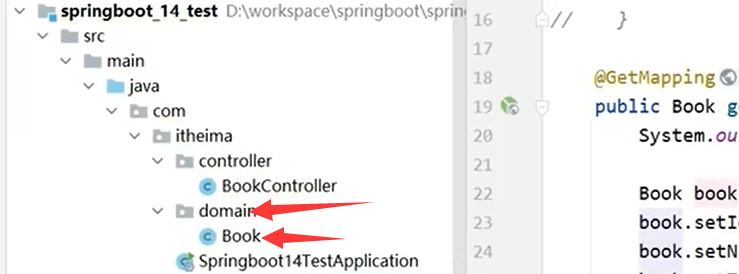 springboot_14_test D:\workspace\springboot\sprin
src
main
java
com
itheima
controller
BookController
domain
Book
Springboot14TestApplication
16 // }
17
18 @GetMapping
19 public Book g
20 System.ou
21
22 Book book
23 book.setI
24 book.setN